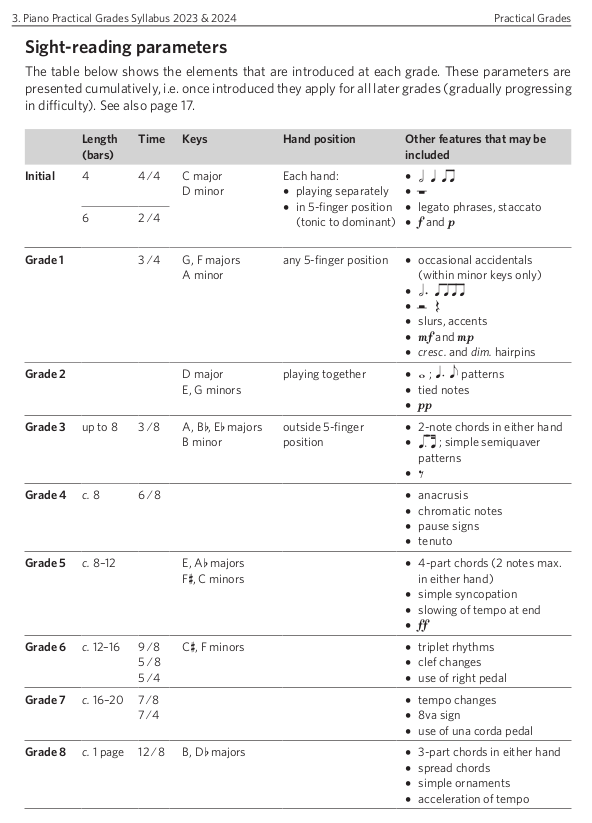 3. Piano Practical Grades Syllabus 2023 & 2024 Practical Grades
Sight-reading parameters
The table below shows the elements that are introduced at each grade. These parameters are
presented cumulatively, i.e. once introduced they apply for all later grades (gradually progressing
in difficulty). See also page 17.
Length (bars) Time Keys Hand position Other features that may be included
Initial 4 4/4 C major Each hand: • 𝅗𝅥 ♩ ♫
D minor • playing separately • 𝄼
• in 5-finger position • legato phrases, staccato
6 2/4 (tonic to dominant) • f and p
Grade 1 3/4 G, F majors any 5-finger position • occasional accidentals
A minor (within minor keys only)
• 𝅗𝅥. ♫♫
• 𝄻 𝄽
• slurs, accents
• mf and mp
• cresc. and dim. hairpins
Grade 2 D major playing together • 𝅝 ; ♩. ♪ patterns
E, G minors • tied notes
• pp
Grade 3 up to 8 3/8 A, B♭, E♭ majors outside 5-finger • 2-note chords in either hand
B minor position • ♩. ♬ ; simple semiquaver
patterns
• 𝄾
Grade 4 c. 8 6/8 • anacrusis
• chromatic notes
• pause signs
• tenuto
Grade 5 c. 8–12 E, A♭ majors • 4-part chords (2 notes max.
F♯, C minors in either hand)
• simple syncopation
• slowing of tempo at end
• ff
Grade 6 c. 12–16 9/8 C♯, F minors • triplet rhythms
5/8 • clef changes
5/4 • use of right pedal
Grade 7 c. 16–20 7/8 • tempo changes
7/4 • 8va sign
• use of una corda pedal
Grade 8 c. 1 page 12/8 B, D♭ majors • 3-part chords in either hand
• spread chords
• simple ornaments
• acceleration of tempo